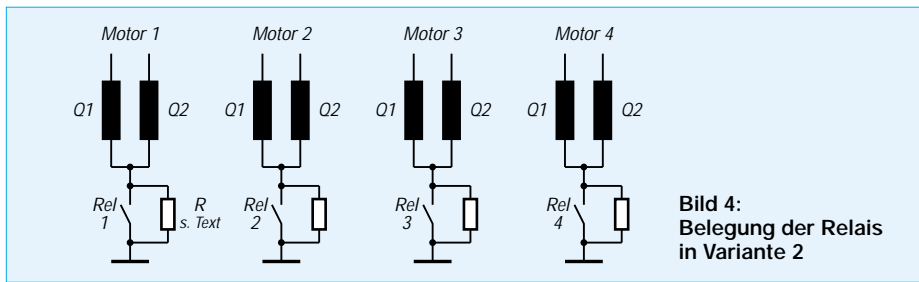 Motor 1 Motor 2 Motor 3 Motor 4
Q1 Q2 Q1 Q2 Q1 Q2 Q1 Q2
Rel 1 R s. Text Rel 2 Rel 3 Rel 4
Bild 4:
Belegung der Relais
in Variante 2